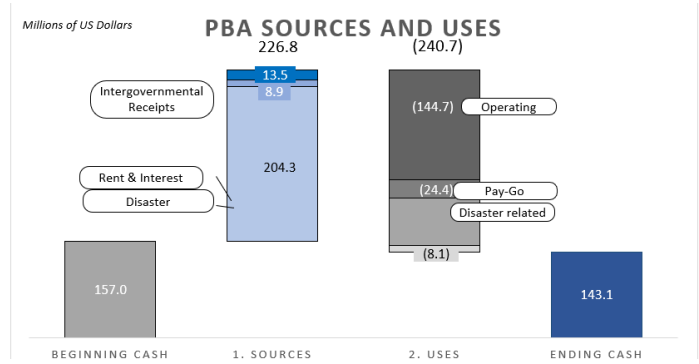 Millions of US Dollars
PBA SOURCES AND USES
226.8
(240.7)
13.5
8.9
Intergovernmental
Receipts
(144.7)
Operating
204.3
Rent & Interest
Disaster
(24.4)
Pay-Go
Disaster related
(8.1)
157.0
143.1
BEGINNING CASH
1. SOURCES
2. USES
ENDING CASH